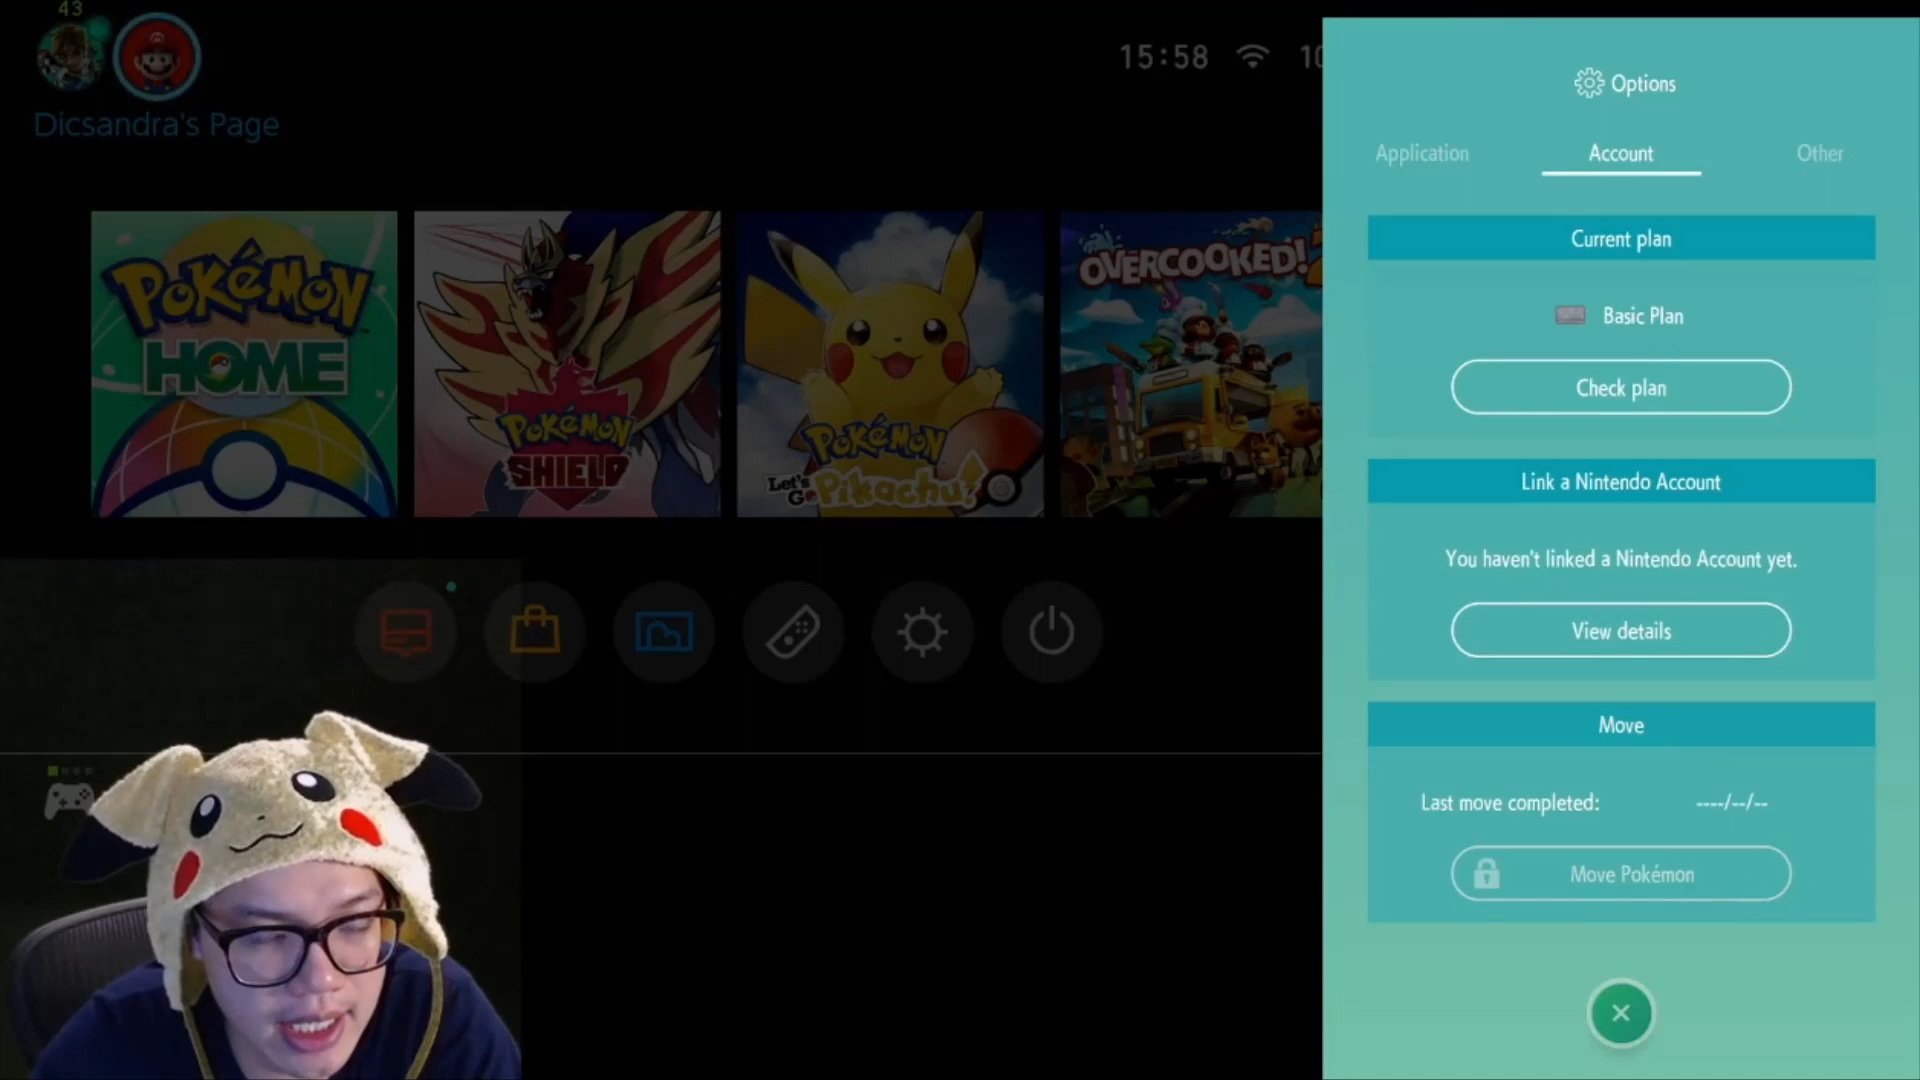 43
15:58 10
Dicsandra's Page
Pokémon
HOME
Pokémon
SHIELD
Pokémon
Let's Go Pikachu!
OVERCOOKED! 2
Options
Application Account Other
Current plan
Basic Plan
Check plan
Link a Nintendo Account
You haven't linked a Nintendo Account yet.
View details
Move
Last move completed: ----/--/--
Move Pokémon